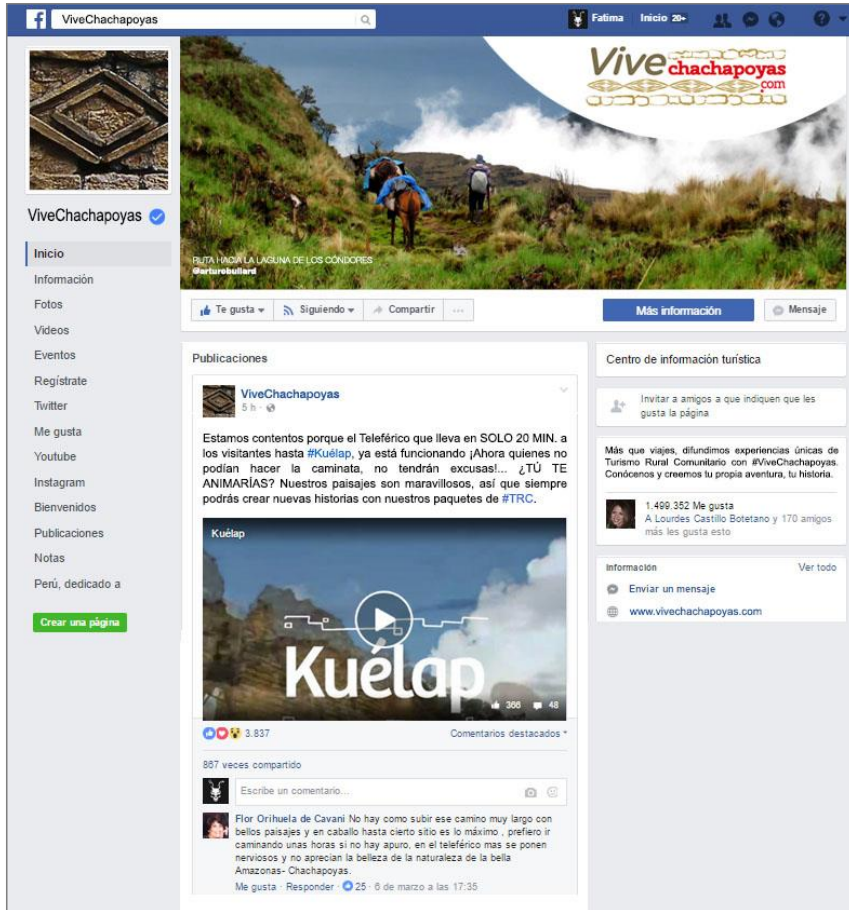 ViveChachapoyas
Fatima Inicio 20+
Vive chachapoyas
.com
RUTA HACIA LA LAGUNA DE LOS CÓNDORES
@arturobullard
ViveChachapoyas
Inicio
Información
Fotos
Videos
Eventos
Regístrate
Twitter
Me gusta
Youtube
Instagram
Bienvenidos
Publicaciones
Notas
Perú, dedicado a
Crear una página
Te gusta Siguiendo Compartir ...
Más información Mensaje
Publicaciones
ViveChachapoyas
5 h ·
Estamos contentos porque el Teleférico que lleva en SOLO 20 MIN. a
los visitantes hasta #Kuélap, ya está funcionando ¡Ahora quienes no
podían hacer la caminata, no tendrán excusas!... ¿TÚ TE
ANIMARÍAS? Nuestros paisajes son maravillosos, así que siempre
podrás crear nuevas historias con nuestros paquetes de #TRC.
Kuélap
Kuélap
366 48
3.837 Comentarios destacados
867 veces compartido
Escribe un comentario...
Flor Orihuela de Cavani No hay como subir ese camino muy largo con
bellos paisajes y en caballo hasta cierto sitio es lo máximo , prefiero ir
caminando unas horas si no hay apuro, en el teleférico mas se ponen
nerviosos y no aprecian la belleza de la naturaleza de la bella
Amazonas- Chachapoyas.
Me gusta · Responder · 25 · 6 de marzo a las 17:35
Centro de información turística
Invitar a amigos a que indiquen que les
gusta la página
Más que viajes, difundimos experiencias únicas de
Turismo Rural Comunitario con #ViveChachapoyas.
Conócenos y creemos tu propia aventura, tu historia.
1.499.352 Me gusta
A Lourdes Castillo Botetano y 170 amigos
más les gusta esto
Información Ver todo
Enviar un mensaje
www.vivechachapoyas.com